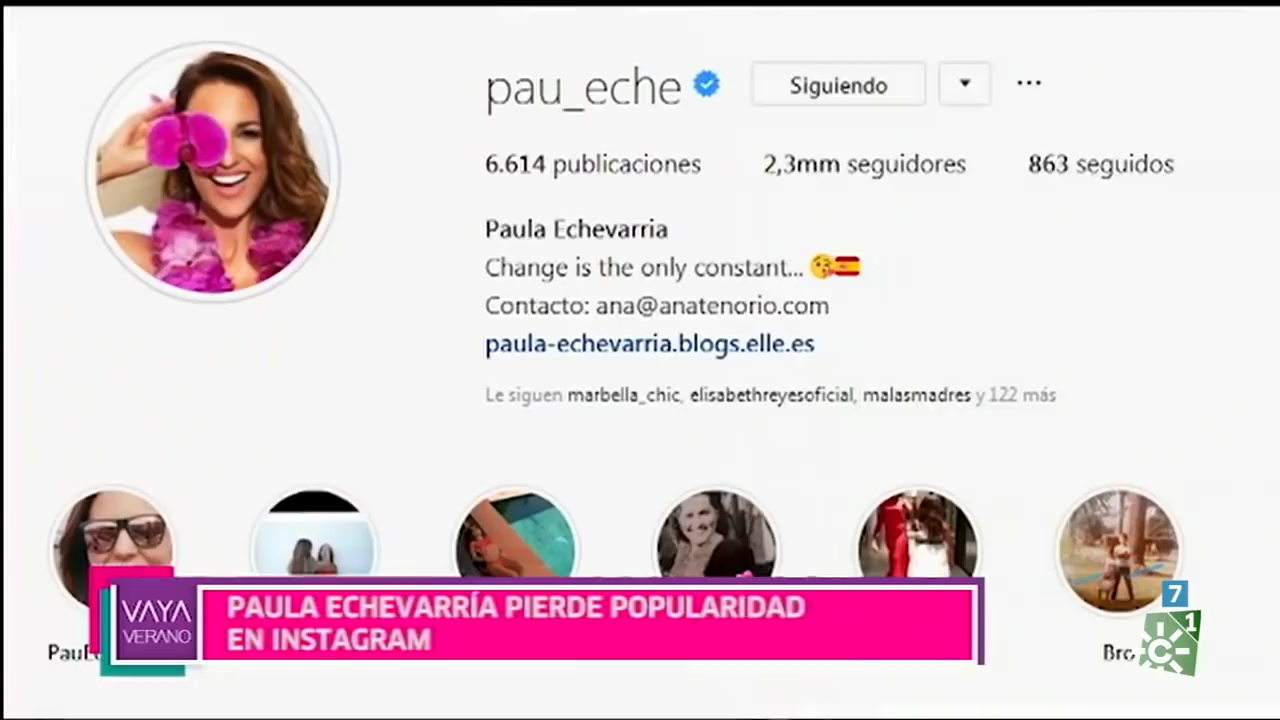 pau_eche
Siguiendo
6.614 publicaciones
2,3mm seguidores
863 seguidos
Paula Echevarria
Change is the only constant...
Contacto: ana@anatenorio.com
paula-echevarria.blogs.elle.es
Le siguen marbella_chic, elisabethreyesoficial, malasmadres y 122 más
VAYA
VERANO
PAULA ECHEVARRÍA PIERDE POPULARIDAD
EN INSTAGRAM
7
1